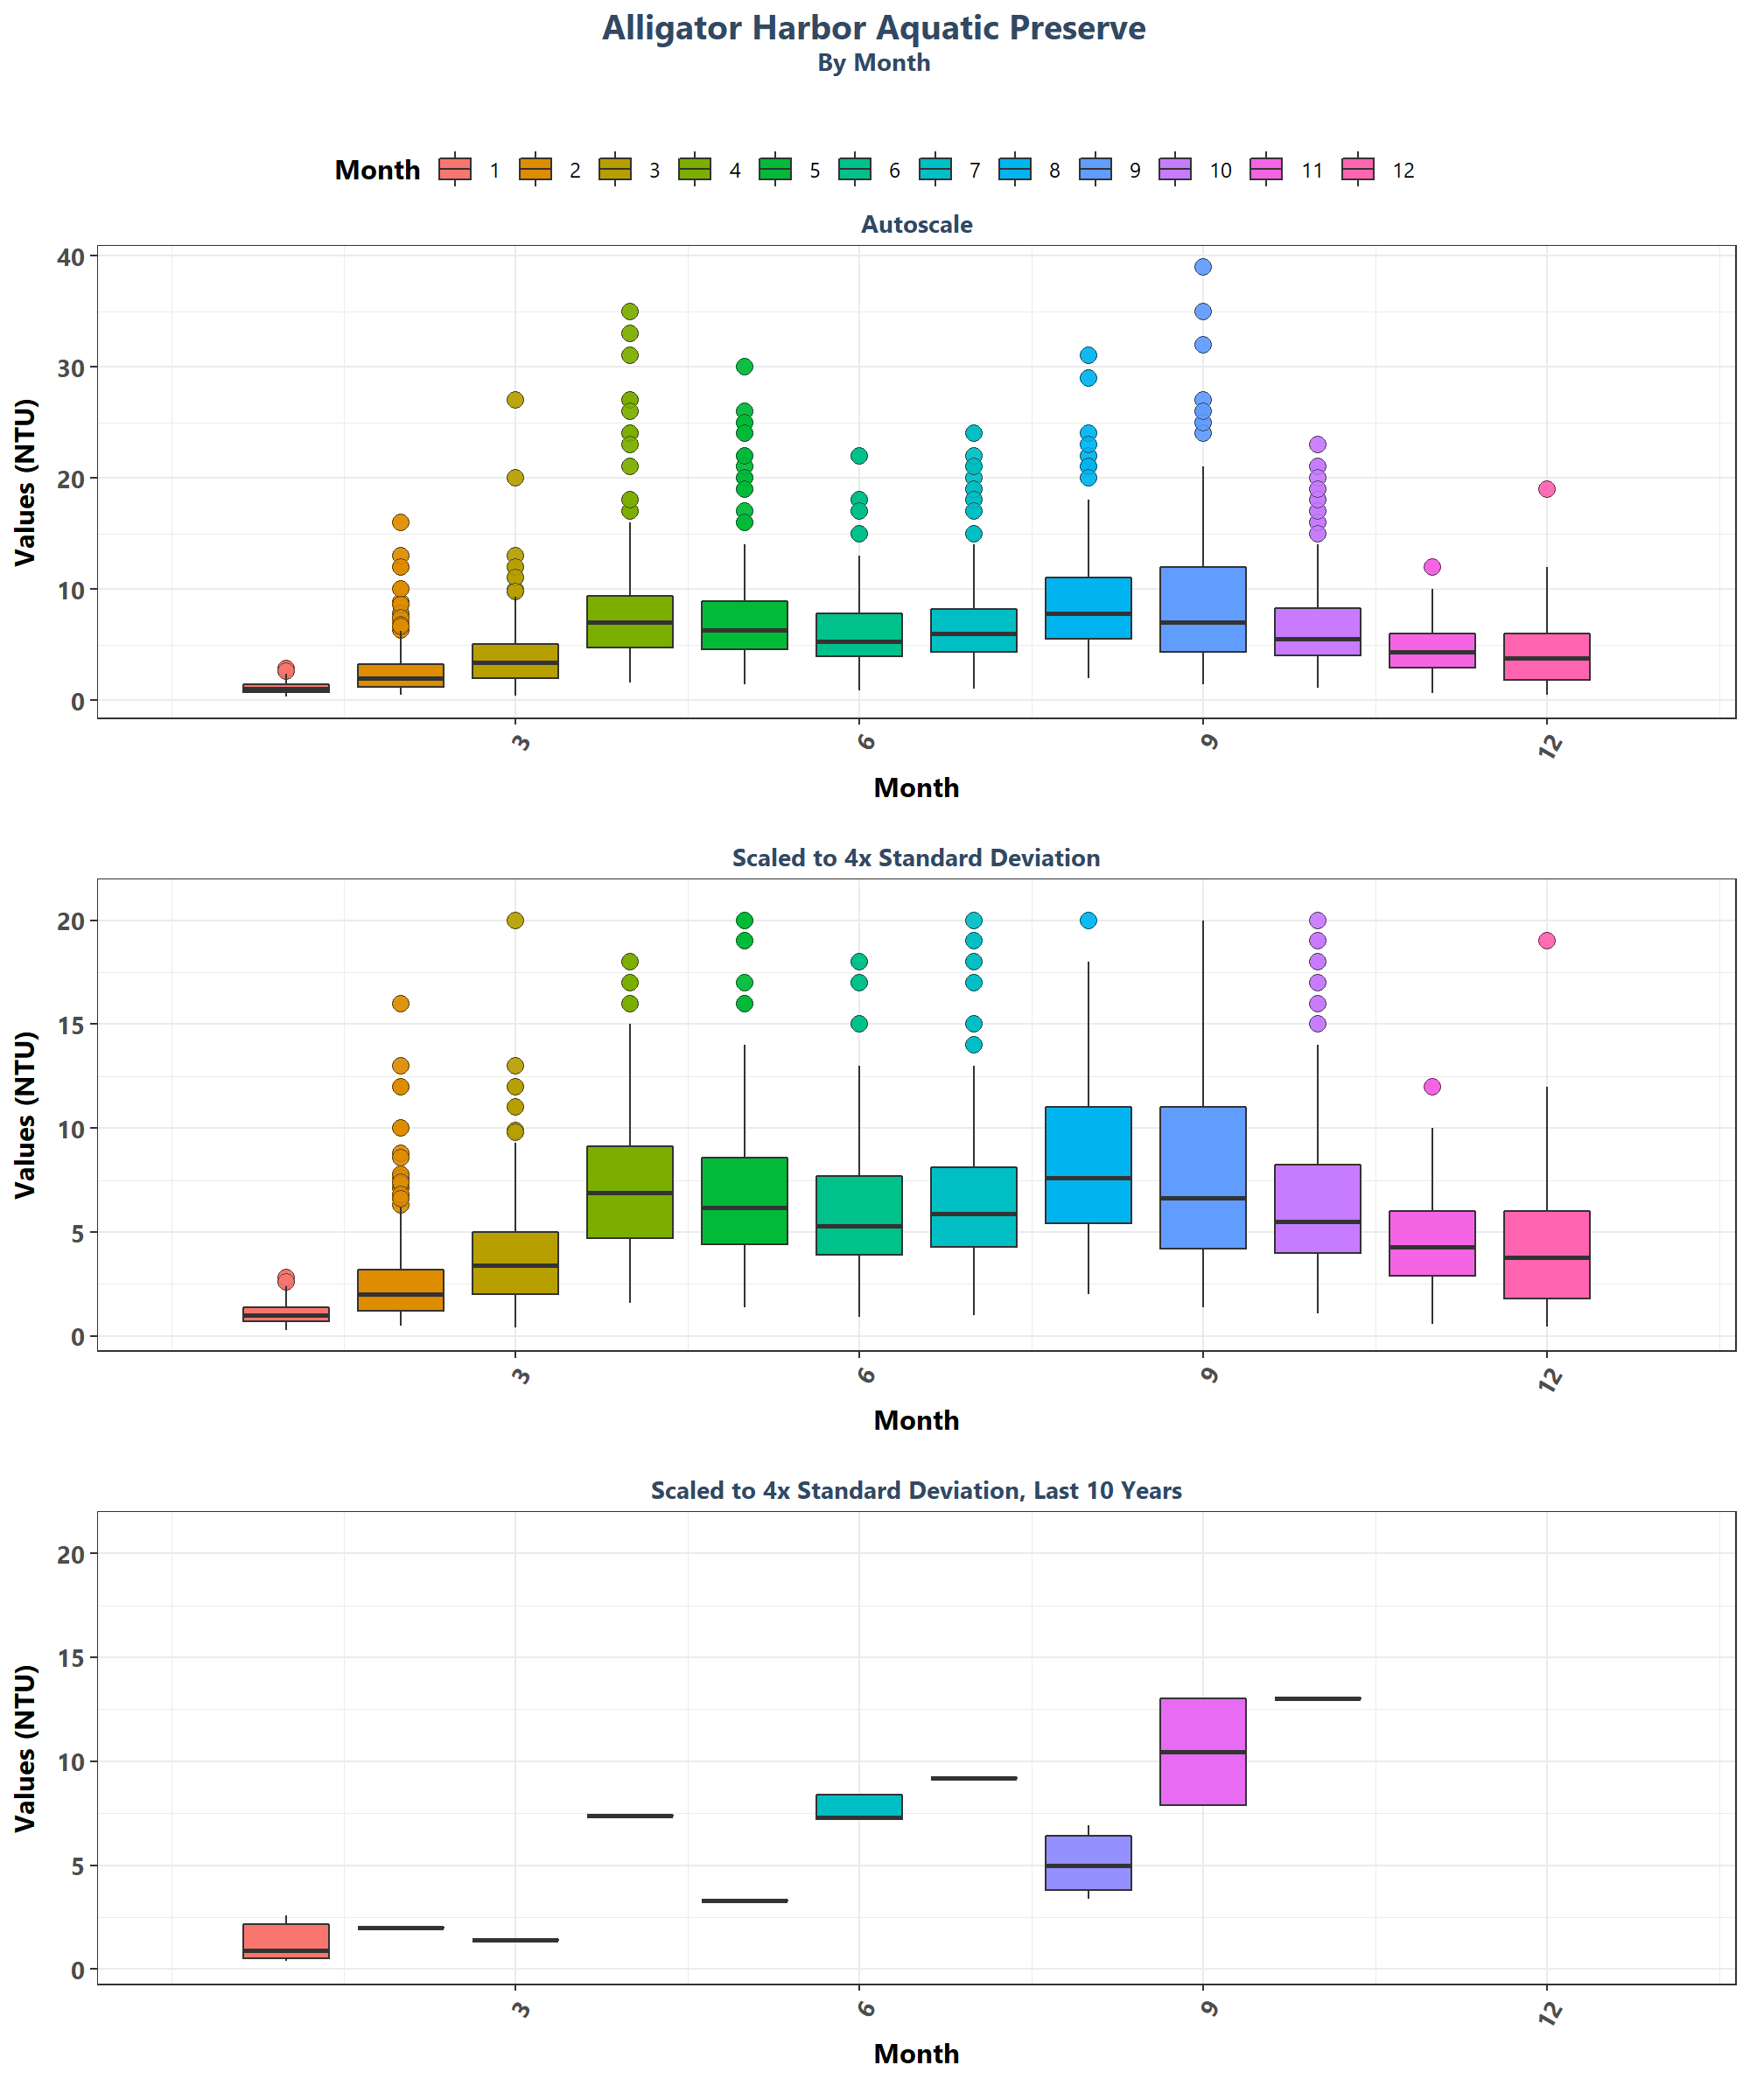 Alligator Harbor Aquatic Preserve
By Month
Month 1 2 3 4 5 6 7 8 9 10 11 12
Autoscale
Values (NTU)
40
30
20
10
0
3 6 9 12
Month
Scaled to 4x Standard Deviation
Values (NTU)
20
15
10
5
0
3 6 9 12
Month
Scaled to 4x Standard Deviation, Last 10 Years
Values (NTU)
20
15
10
5
0
3 6 9 12
Month